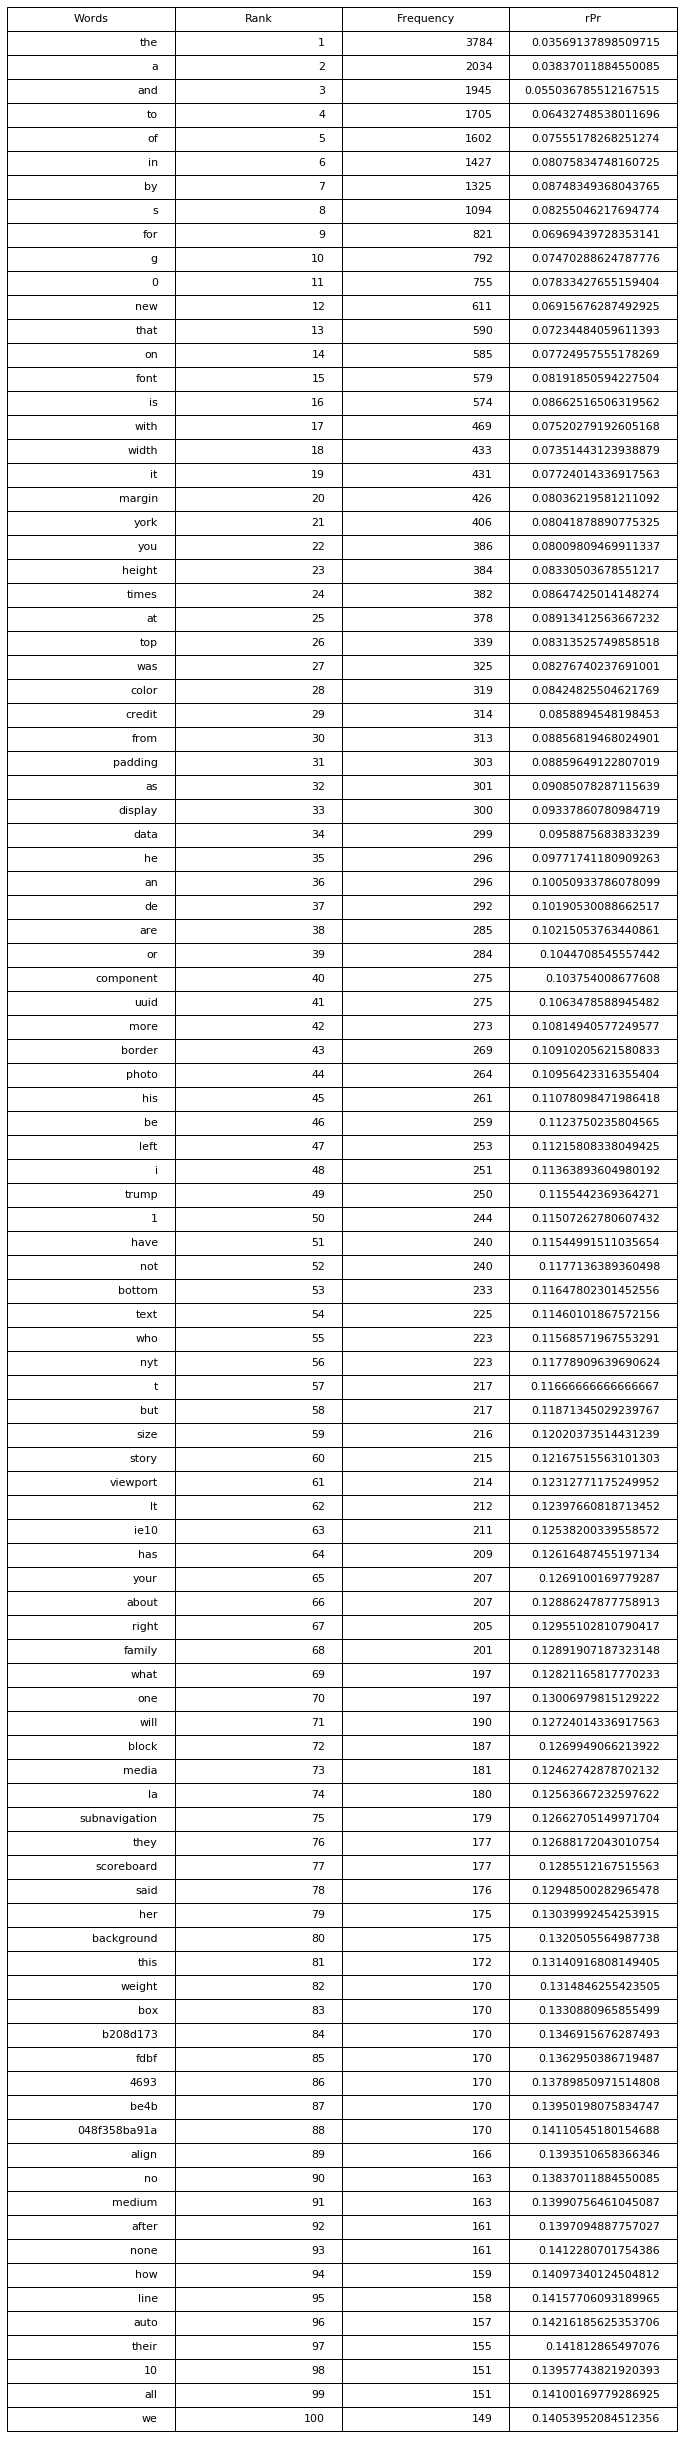 Words Rank Frequency rPr
the 1 3784 0.03569137898509715
a 2 2034 0.03837011884550085
and 3 1945 0.055036785512167515
to 4 1705 0.06432748538011696
of 5 1602 0.07555178268251274
in 6 1427 0.08075834748160725
by 7 1325 0.08748349368043765
s 8 1094 0.08255046217694774
for 9 821 0.06969439728353141
g 10 792 0.07470288624787776
0 11 755 0.07833427655159404
new 12 611 0.06915676287492925
that 13 590 0.07234484059611393
on 14 585 0.07724957555178269
font 15 579 0.08191850594227504
is 16 574 0.08662516506319562
with 17 469 0.07520279192605168
width 18 433 0.07351443123938879
it 19 431 0.07724014336917563
margin 20 426 0.08036219581211092
york 21 406 0.08041878890775325
you 22 386 0.08009809469911337
height 23 384 0.08330503678551217
times 24 382 0.08647425014148274
at 25 378 0.08913412563667232
top 26 339 0.08313525749858518
was 27 325 0.08276740237691001
color 28 319 0.08424825504621769
credit 29 314 0.0858894548198453
from 30 313 0.08856819468024901
padding 31 303 0.08859649122807019
as 32 301 0.09085078287115639
display 33 300 0.09337860780984719
data 34 299 0.0958875683833239
he 35 296 0.09771741180909263
an 36 296 0.10050933786078099
de 37 292 0.10190530088662517
are 38 285 0.10215053763440861
or 39 284 0.1044708545557442
component 40 275 0.103754008677608
uuid 41 275 0.1063478588945482
more 42 273 0.10814940577249577
border 43 269 0.10910205621580833
photo 44 264 0.10956423316355404
his 45 261 0.11078098471986418
be 46 259 0.1123750235804565
left 47 253 0.11215808338049425
i 48 251 0.11363893604980192
trump 49 250 0.1155442369364271
1 50 244 0.11507262780607432
have 51 240 0.11544991511035654
not 52 240 0.1177136389360498
bottom 53 233 0.11647802301452556
text 54 225 0.11460101867572156
who 55 223 0.11568571967553291
nyt 56 223 0.11778909639690624
t 57 217 0.11666666666666667
but 58 217 0.11871345029239767
size 59 216 0.12020373514431239
story 60 215 0.12167515563101303
viewport 61 214 0.12312771175249952
lt 62 212 0.12397660818713452
ie10 63 211 0.12538200339558572
has 64 209 0.12616487455197134
your 65 207 0.1269100169779287
about 66 207 0.12886247877758913
right 67 205 0.12955102810790417
family 68 201 0.12891907187323148
what 69 197 0.12821165817770233
one 70 197 0.13006979815129222
will 71 190 0.12724014336917563
block 72 187 0.1269949066213922
media 73 181 0.12462742878702132
la 74 180 0.12563667232597622
subnavigation 75 179 0.12662705149971704
they 76 177 0.12688172043010754
scoreboard 77 177 0.1285512167515563
said 78 176 0.12948500282965478
her 79 175 0.13039992454253915
background 80 175 0.1320505564987738
this 81 172 0.13140916808149405
weight 82 170 0.1314846255423505
box 83 170 0.1330880965855499
b208d173 84 170 0.1346915676287493
fdbf 85 170 0.1362950386719487
4693 86 170 0.13789850971514808
be4b 87 170 0.13950198075834747
048f358ba91a 88 170 0.14110545180154688
align 89 166 0.1393510658366346
no 90 163 0.13837011884550085
medium 91 163 0.13990756461045087
after 92 161 0.1397094887757027
none 93 161 0.1412280701754386
how 94 159 0.14097340124504812
line 95 158 0.14157706093189965
auto 96 157 0.14216185625353706
their 97 155 0.141812865497076
10 98 151 0.13957743821920393
all 99 151 0.14100169779286925
we 100 149 0.14053952084512356